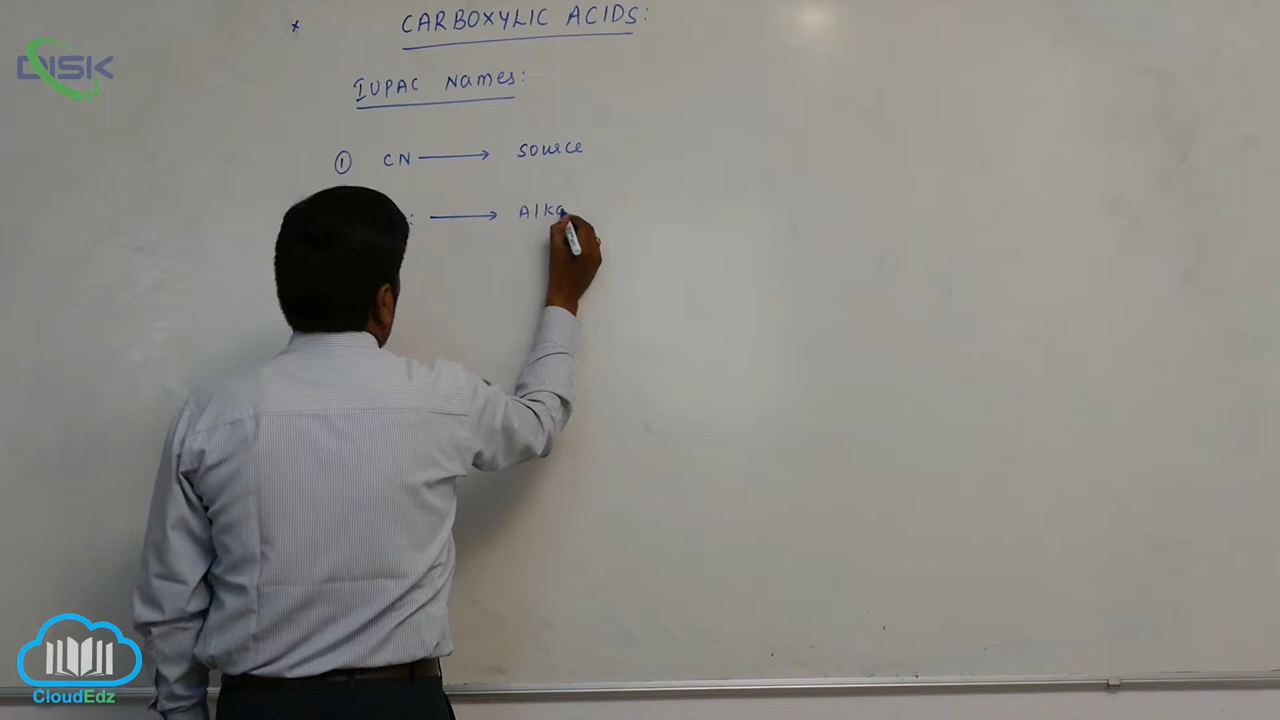 * CARBOXYLIC ACIDS:
DISK
IUPAC Names:
① CN → Source
: → Alka
CloudEdz